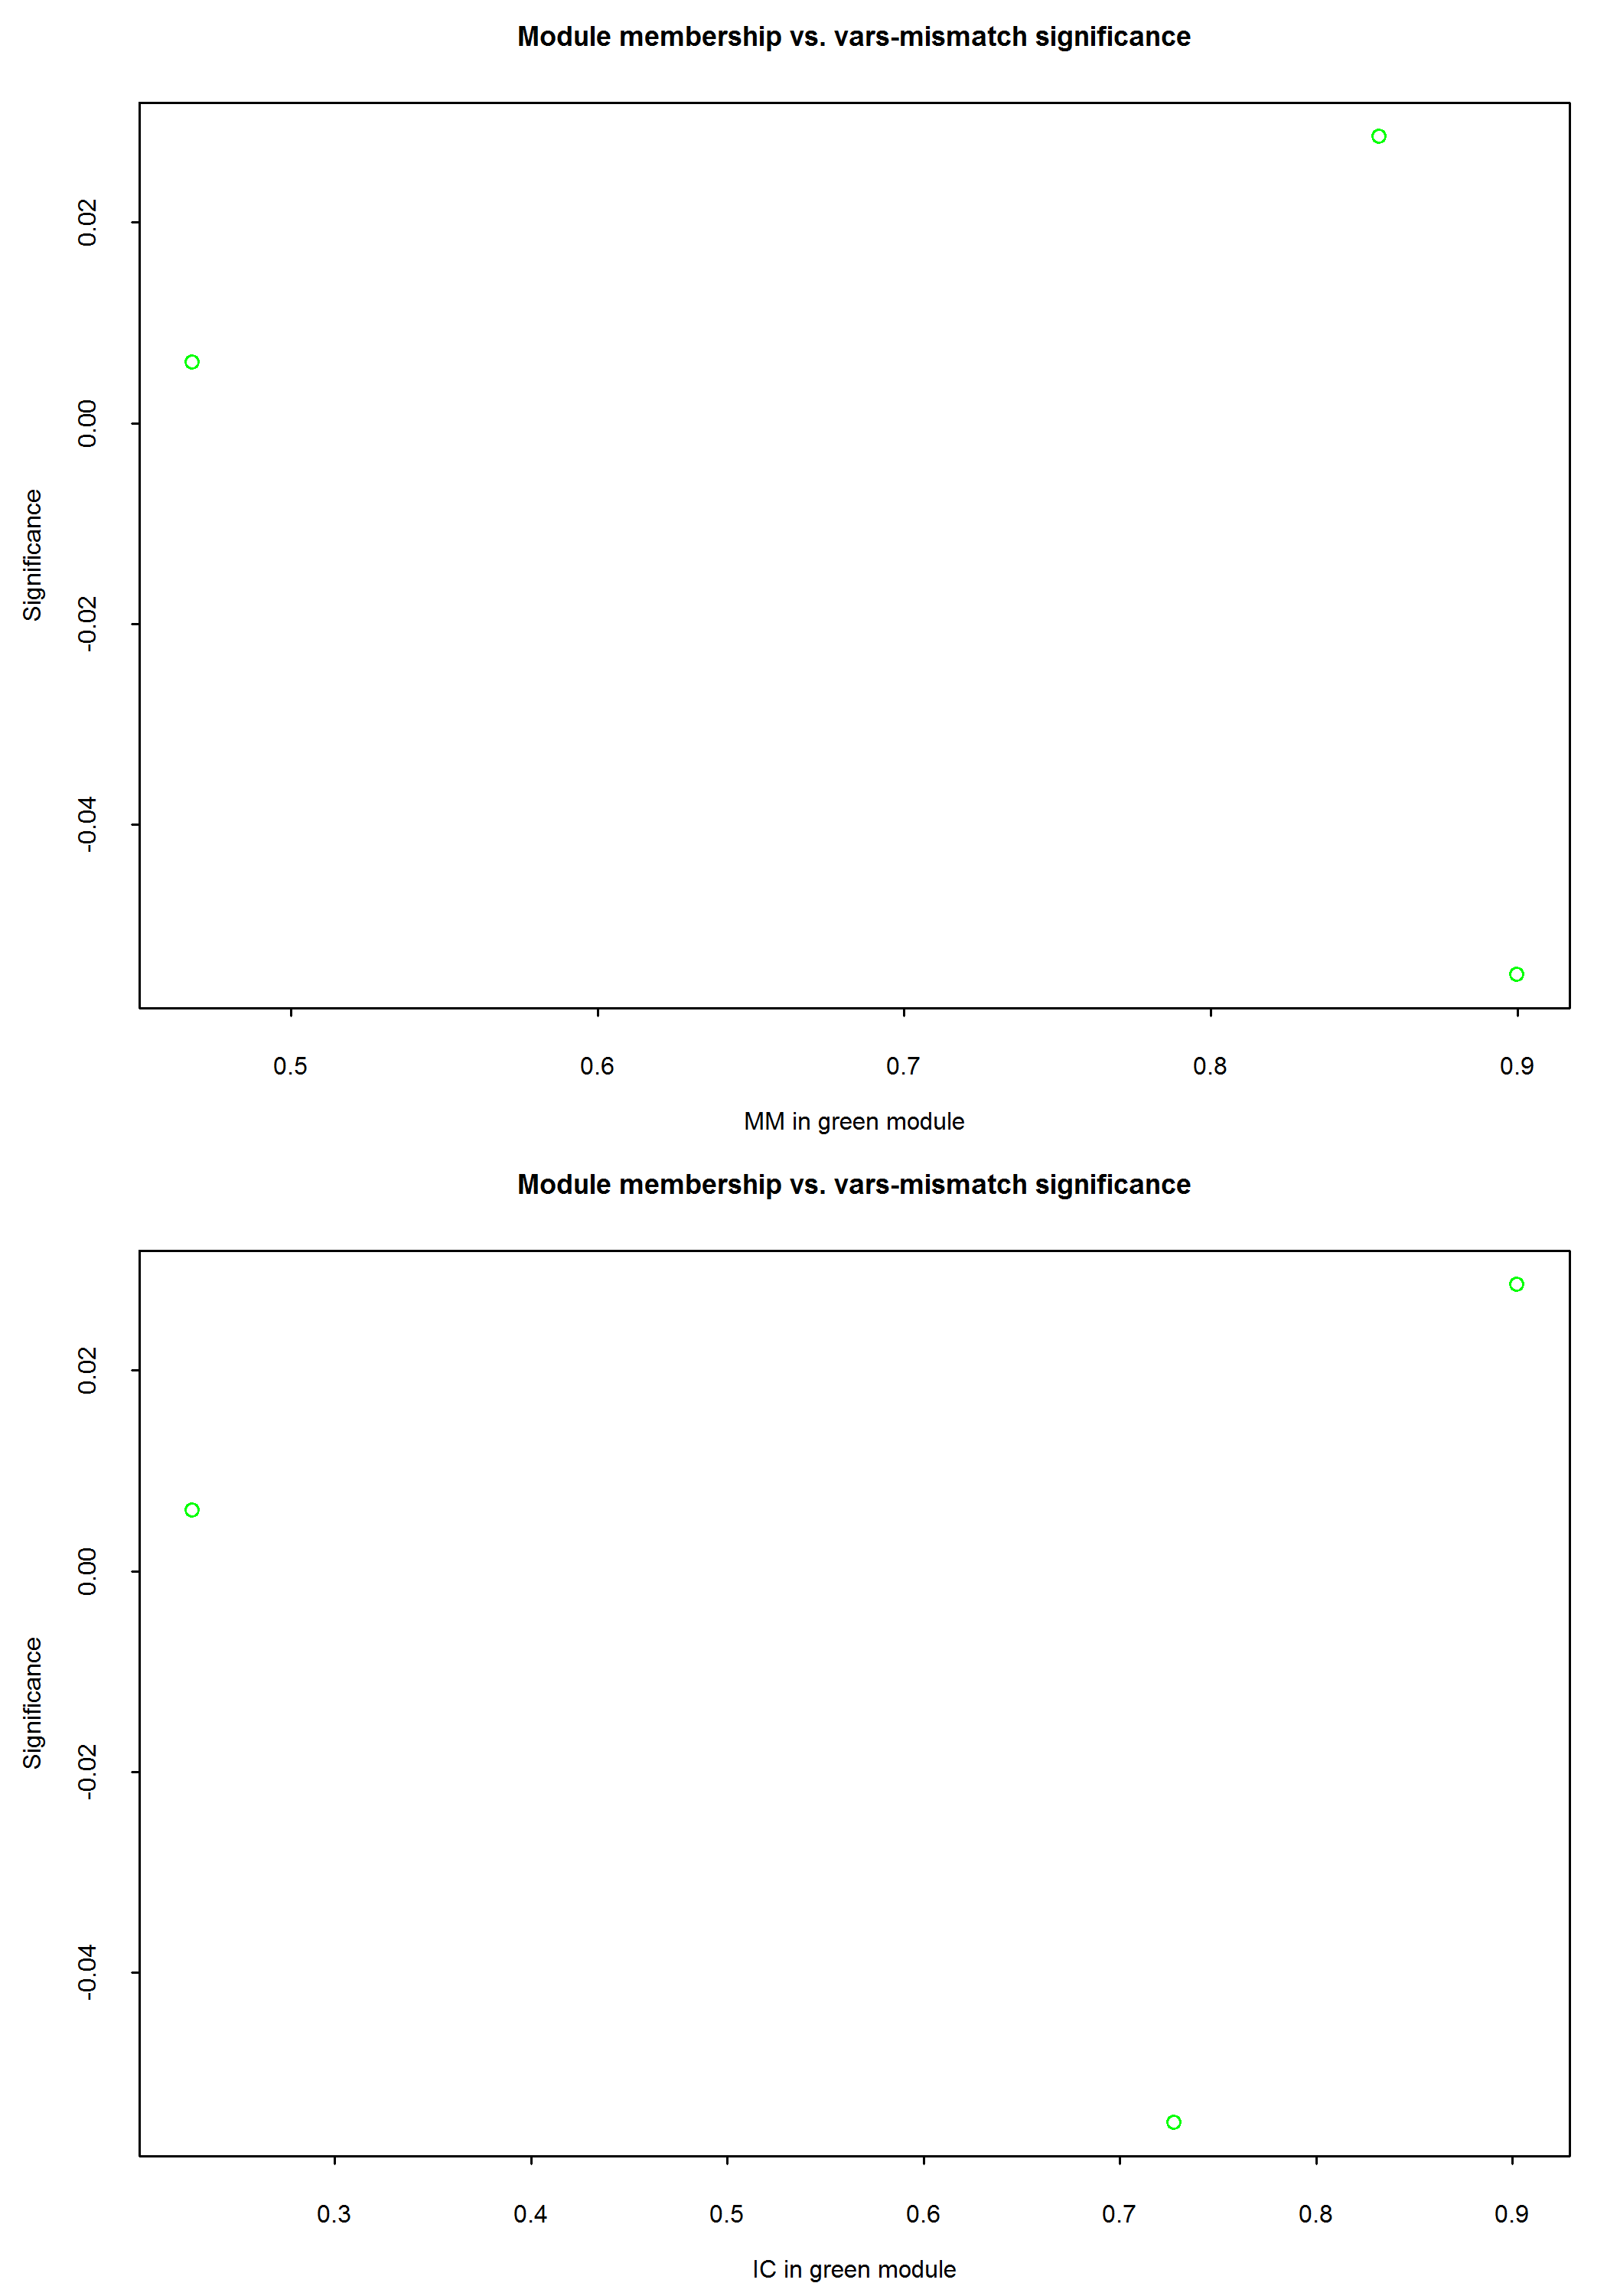 Module membership vs. vars-mismatch significance
0.02
0.00
-0.02
-0.04
Significance
0.5 0.6 0.7 0.8 0.9
MM in green module
Module membership vs. vars-mismatch significance
0.02
0.00
-0.02
-0.04
Significance
0.3 0.4 0.5 0.6 0.7 0.8 0.9
IC in green module